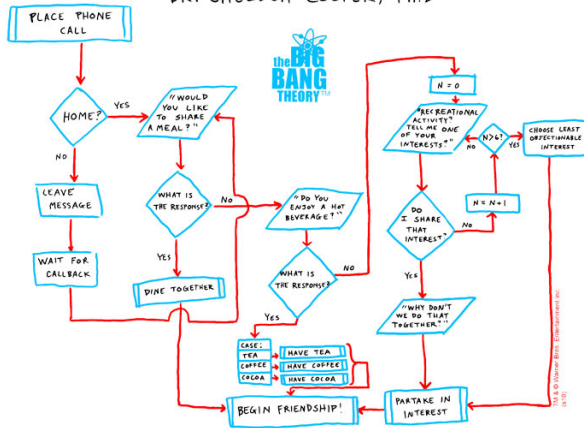 PLACE PHONE
CALL
the BIG
BANG
THEORY™
HOME?
YES
NO
LEAVE
MESSAGE
WAIT FOR
CALLBACK
"WOULD
YOU LIKE
TO SHARE
A MEAL?"
WHAT IS
THE RESPONSE?
NO
YES
DINE TOGETHER
"DO YOU
ENJOY A HOT
BEVERAGE?"
WHAT IS
THE RESPONSE?
NO
YES
CASE:
TEA
HAVE TEA
COFFEE
HAVE COFFEE
COCOA
HAVE COCOA
BEGIN FRIENDSHIP!
N=0
"RECREATIONAL
ACTIVITY?
TELL ME ONE
OF YOUR
INTERESTS."
N>6?
NO
YES
CHOOSE LEAST
OBJECTIONABLE
INTEREST
N=N+1
DO
I SHARE
THAT
INTEREST?
NO
YES
"WHY DON'T
WE DO THAT
TOGETHER?"
PARTAKE IN
INTEREST
TM & © Warner Bros. Entertainment Inc.
(s10)